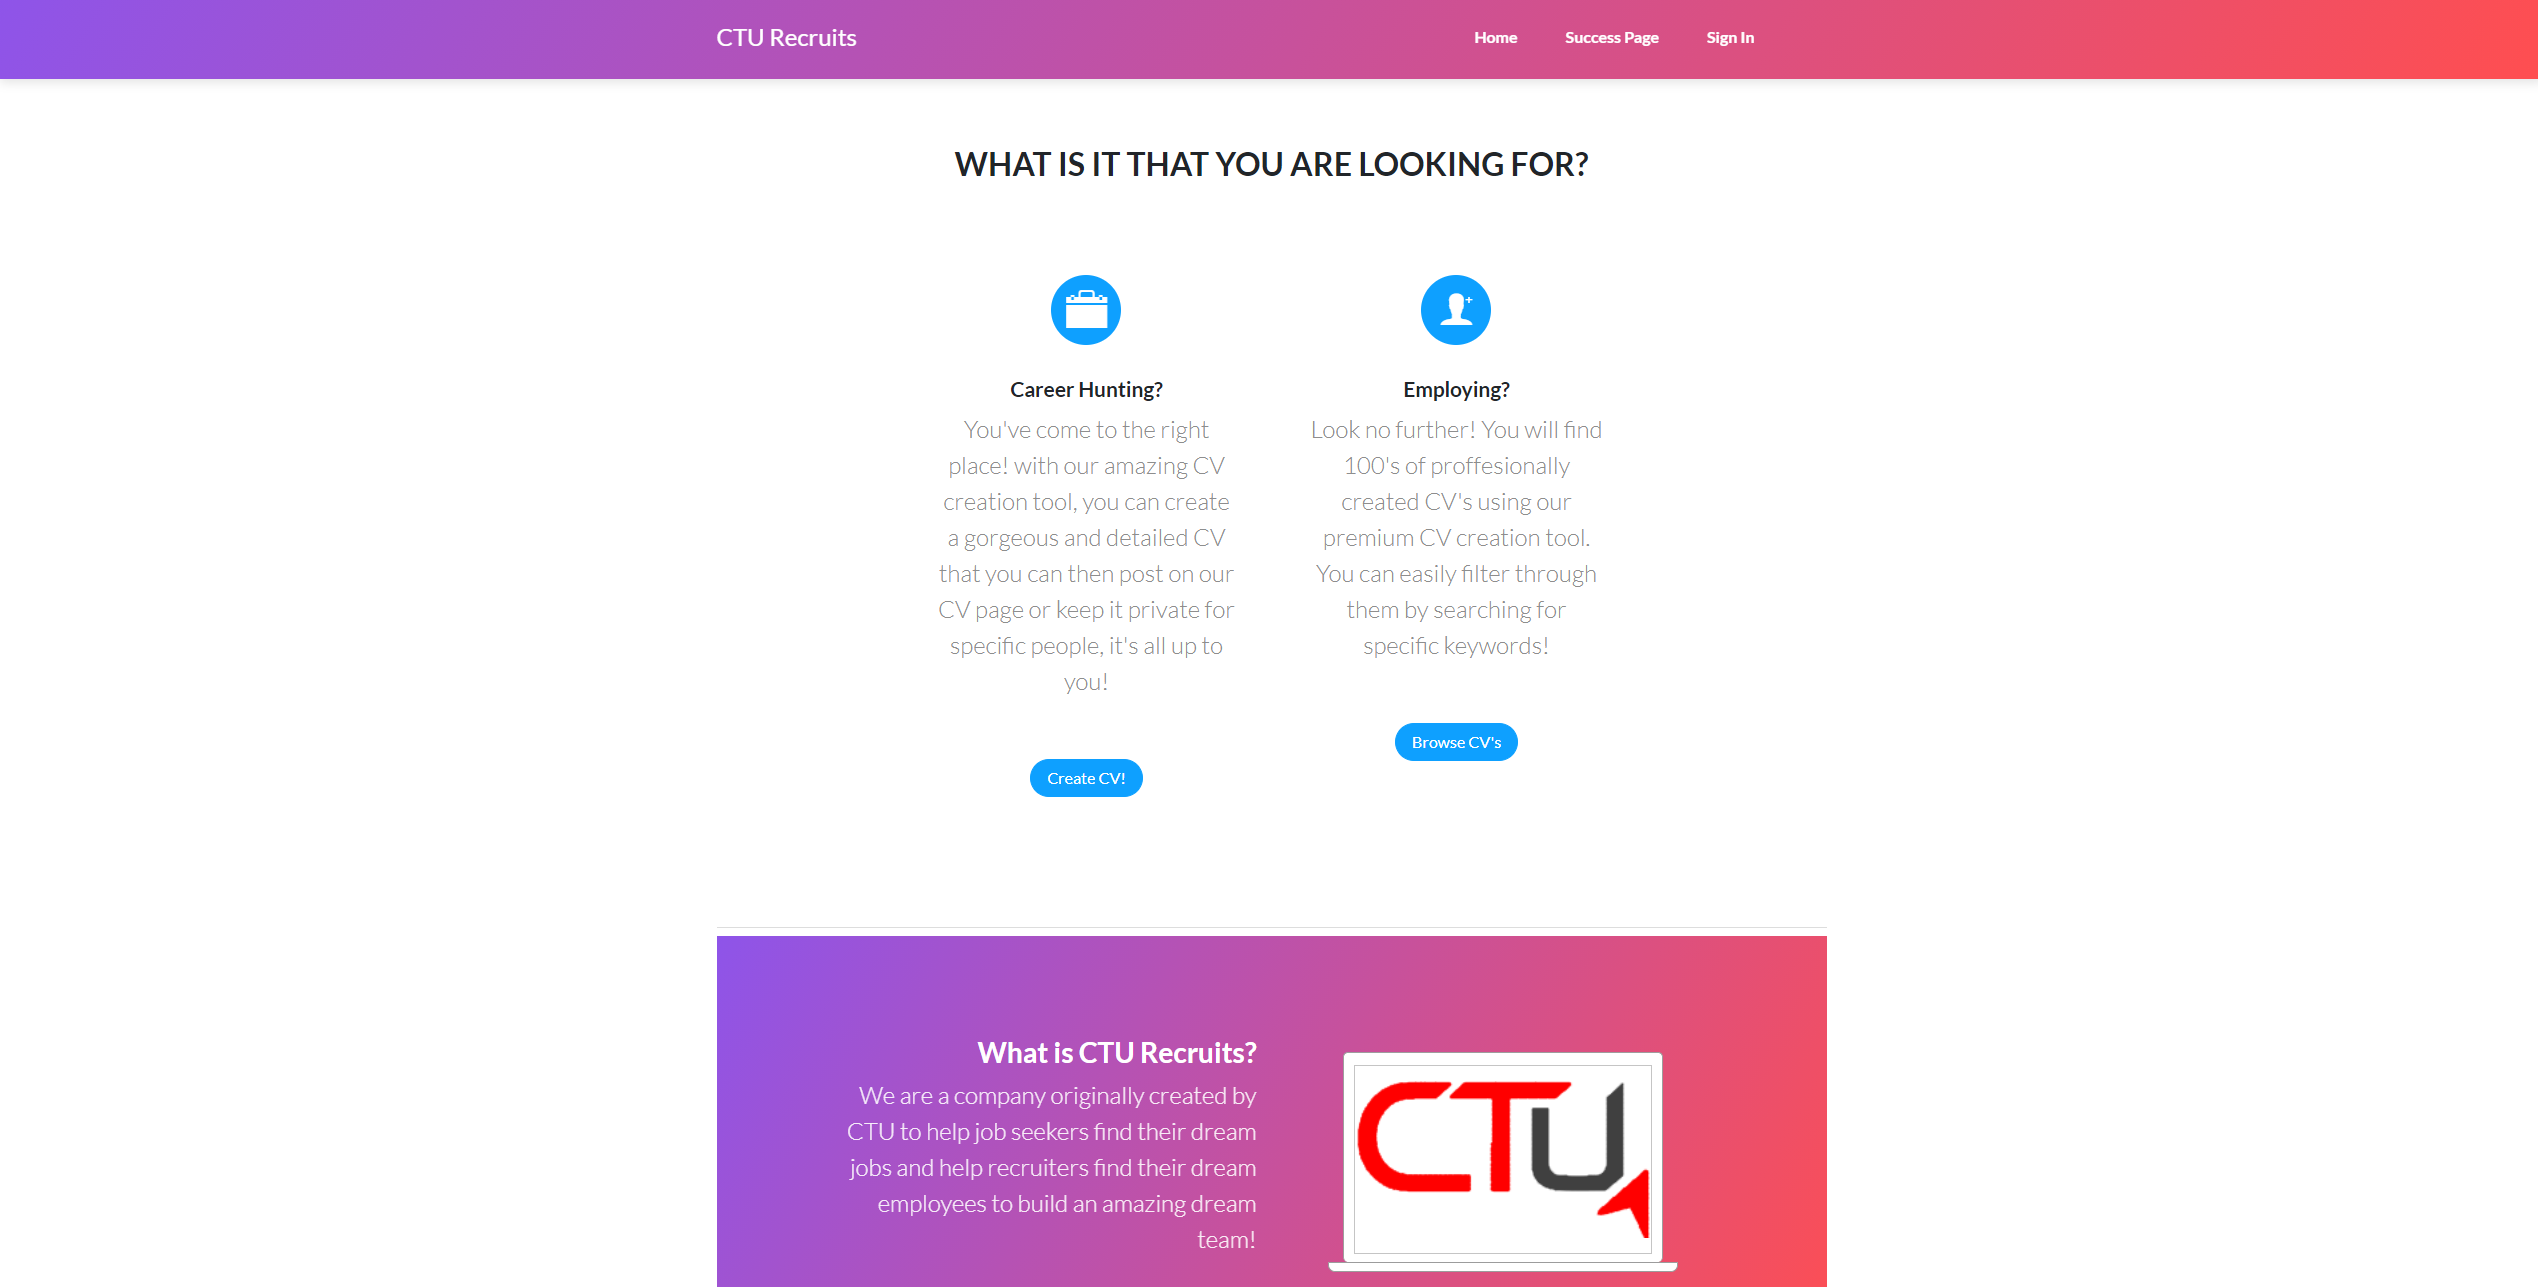 CTU Recruits
Home
Success Page
Sign In
WHAT IS IT THAT YOU ARE LOOKING FOR?
Career Hunting?
You've come to the right
place! with our amazing CV
creation tool, you can create
a gorgeous and detailed CV
that you can then post on our
CV page or keep it private for
specific people, it's all up to
you!
Create CV!
Employing?
Look no further! You will find
100's of proffesionally
created CV's using our
premium CV creation tool.
You can easily filter through
them by searching for
specific keywords!
Browse CV's
What is CTU Recruits?
We are a company originally created by
CTU to help job seekers find their dream
jobs and help recruiters find their dream
employees to build an amazing dream
team!
CTU